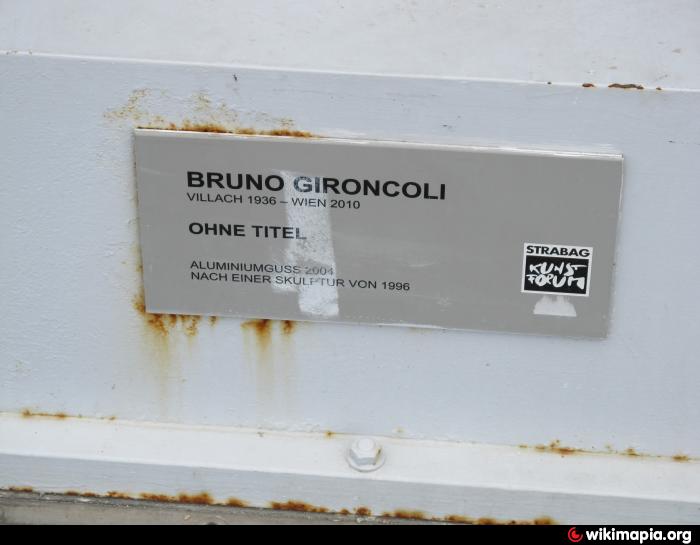 BRUNO GIRONCOLI
VILLACH 1936 – WIEN 2010
OHNE TITEL
ALUMINIUMGUSS 2004
NACH EINER SKULPTUR VON 1996
STRABAG
KUNST
FORUM
wikimapia.org